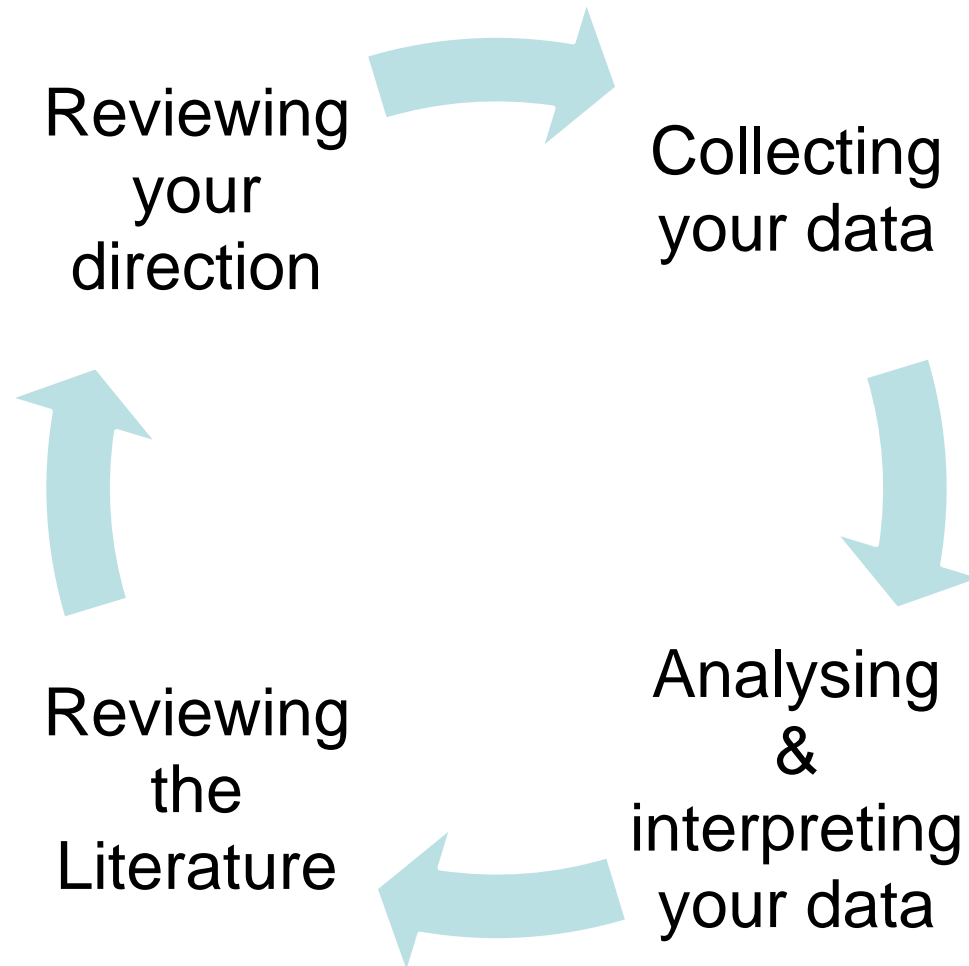 Reviewing
your
direction
Collecting
your data
Analysing
&
interpreting
your data
Reviewing
the
Literature